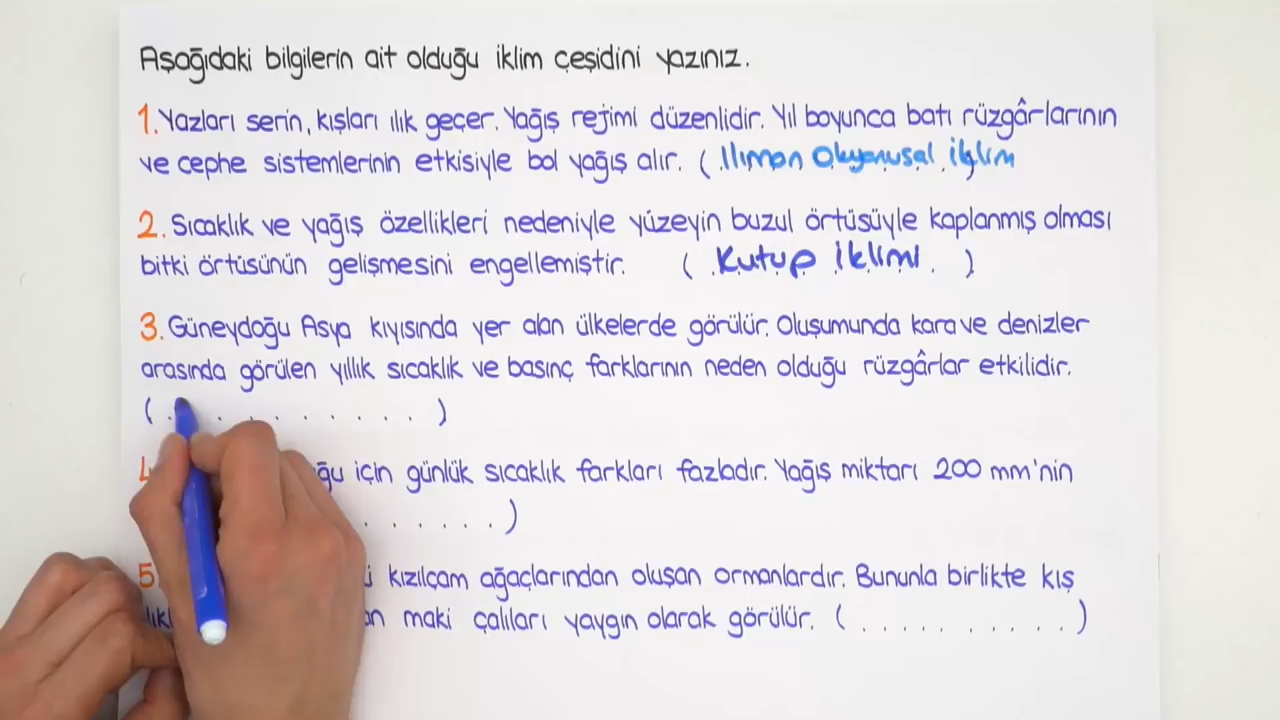 Aşağıdaki bilgilerin ait olduğu iklim çeşidini yazınız.
1. Yazları serin, kışları ılık geçer. Yağış rejimi düzenlidir. Yıl boyunca batı rüzgârlarının
ve cephe sistemlerinin etkisiyle bol yağış alır. ( Ilıman Okyanusal İklim
2. Sıcaklık ve yağış özellikleri nedeniyle yüzeyin buzul örtüsüyle kaplanmış olması
bitki örtüsünün gelişmesini engellemiştir. ( Kutup İklimi. )
3. Güneydoğu Asya kıyısında yer alan ülkelerde görülür. Oluşumunda kara ve denizler
arasında görülen yıllık sıcaklık ve basınç farklarının neden olduğu rüzgârlar etkilidir.
( . . . . . . . . . )
için günlük sıcaklık farkları fazladır. Yağış miktarı 200 mm'nin
. . . . . . )
5. kızılçam ağaçlarından oluşan ormanlardır. Bununla birlikte kış
maki çalıları yaygın olarak görülür. ( . . . . . . . . . . )